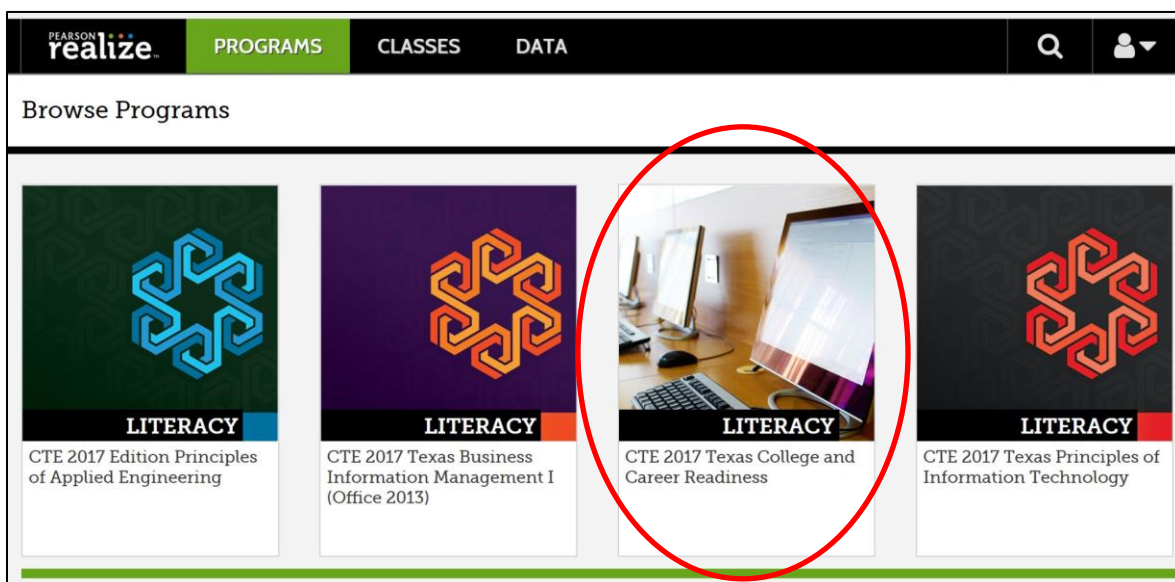 PEARSON
realize™
PROGRAMS
CLASSES
DATA
Browse Programs
LITERACY
CTE 2017 Edition Principles
of Applied Engineering
LITERACY
CTE 2017 Texas Business
Information Management I
(Office 2013)
LITERACY
CTE 2017 Texas College and
Career Readiness
LITERACY
CTE 2017 Texas Principles of
Information Technology